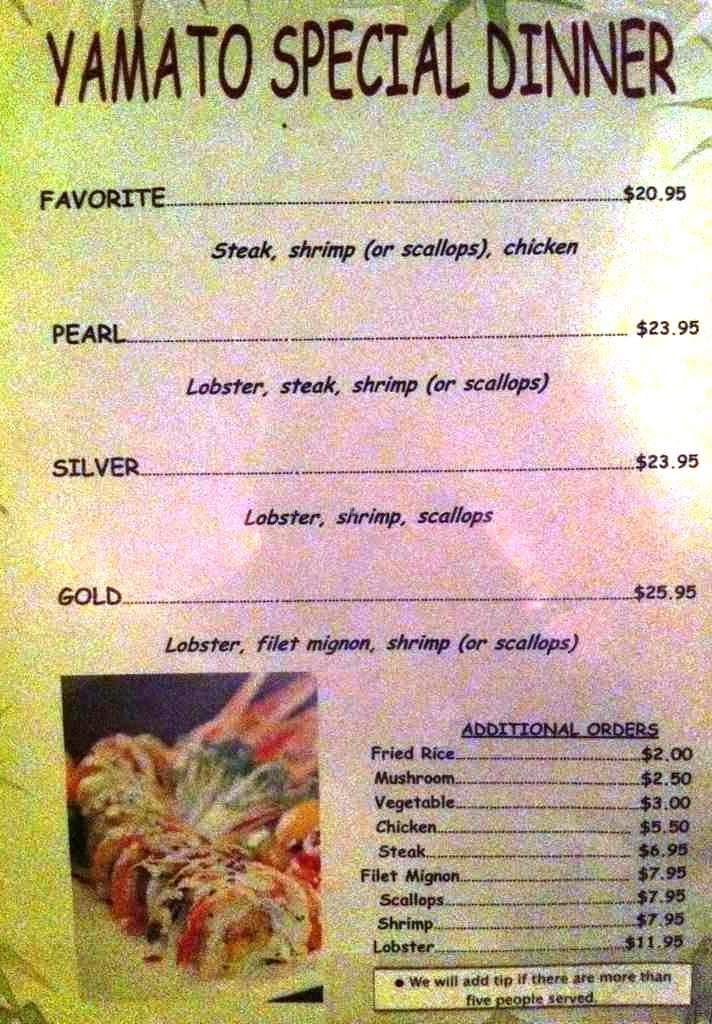 YAMATO SPECIAL DINNER
FAVORITE $20.95
Steak, shrimp (or scallops), chicken
PEARL $23.95
Lobster, steak, shrimp (or scallops)
SILVER $23.95
Lobster, shrimp, scallops
GOLD $25.95
Lobster, filet mignon, shrimp (or scallops)
ADDITIONAL ORDERS
Fried Rice $2.00
Mushroom $2.50
Vegetable $3.00
Chicken $5.50
Steak $6.95
Filet Mignon $7.95
Scallops $7.95
Shrimp $7.95
Lobster $11.95
● We will add tip if there are more than
five people served.